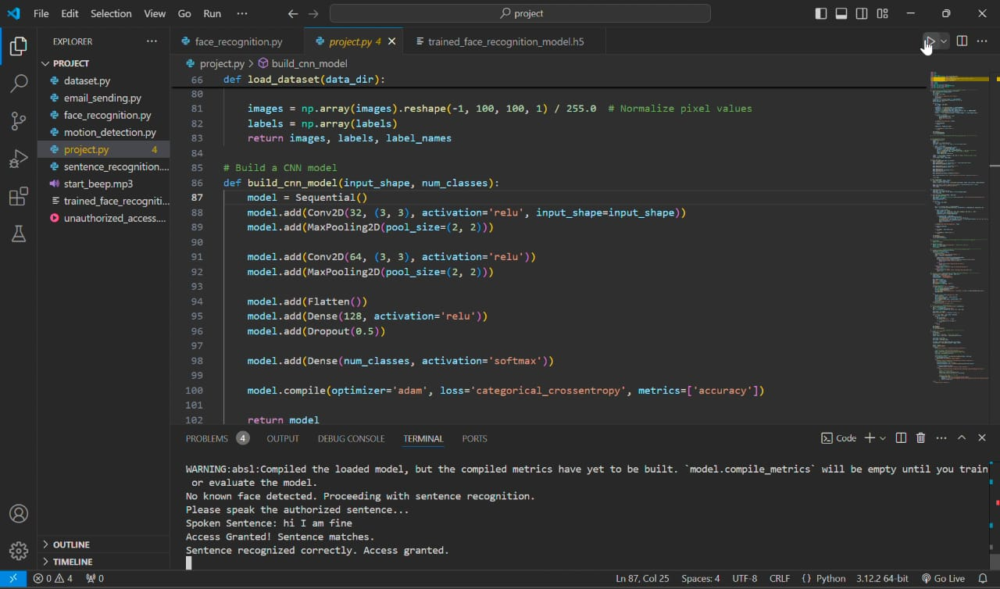 File Edit Selection View Go Run ··· project
EXPLORER ···
PROJECT
dataset.py
email_sending.py
face_recognition.py
motion_detection.py
project.py 4
sentence_recognition....
start_beep.mp3
trained_face_recogniti...
unauthorized_access....
OUTLINE
TIMELINE
face_recognition.py project.py 4 trained_face_recognition_model.h5
project.py > build_cnn_model
66 def load_dataset(data_dir):
80
81 images = np.array(images).reshape(-1, 100, 100, 1) / 255.0 # Normalize pixel values
82 labels = np.array(labels)
83 return images, labels, label_names
84
85 # Build a CNN model
86 def build_cnn_model(input_shape, num_classes):
87 model = Sequential()
88 model.add(Conv2D(32, (3, 3), activation='relu', input_shape=input_shape))
89 model.add(MaxPooling2D(pool_size=(2, 2)))
90
91 model.add(Conv2D(64, (3, 3), activation='relu'))
92 model.add(MaxPooling2D(pool_size=(2, 2)))
93
94 model.add(Flatten())
95 model.add(Dense(128, activation='relu'))
96 model.add(Dropout(0.5))
97
98 model.add(Dense(num_classes, activation='softmax'))
99
100 model.compile(optimizer='adam', loss='categorical_crossentropy', metrics=['accuracy'])
101
102 return model
PROBLEMS 4 OUTPUT DEBUG CONSOLE TERMINAL PORTS Code
WARNING:absl:Compiled the loaded model, but the compiled metrics have yet to be built. `model.compile_metrics` will be empty until you train
or evaluate the model.
No known face detected. Proceeding with sentence recognition.
Please speak the authorized sentence...
Spoken Sentence: hi I am fine
Access Granted! Sentence matches.
Sentence recognized correctly. Access granted.
0 4 0 Ln 87, Col 25 Spaces: 4 UTF-8 CRLF {} Python 3.12.2 64-bit Go Live